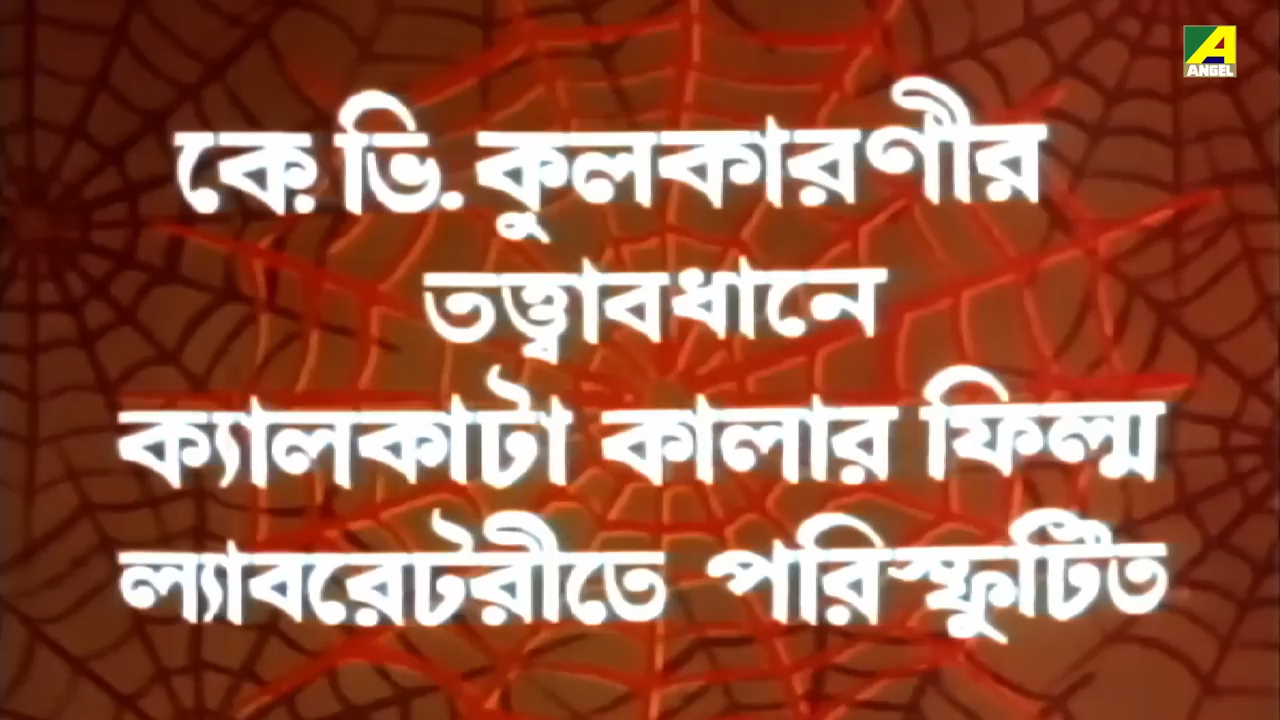 ANGEL
কে. ভি. কুলকারণীর
তত্ত্বাবধানে
ক্যালকাটা কালার ফিল্ম
ল্যাবরেটরীতে পরিস্ফুটিত